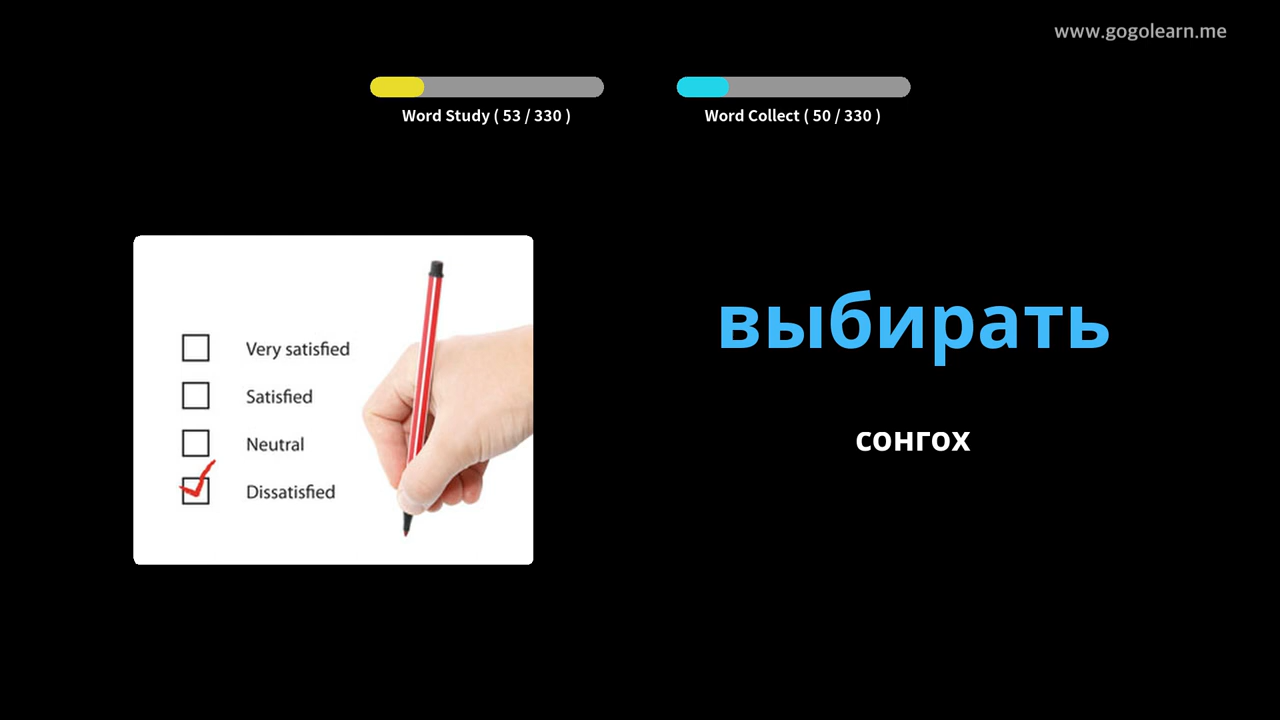 www.gogolearn.me
Word Study ( 53 / 330 )
Word Collect ( 50 / 330 )
Very satisfied
Satisfied
Neutral
Dissatisfied
выбирать
сонгох